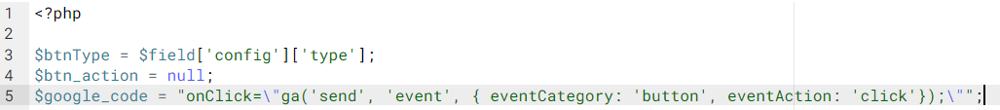 1 <?php
2
3 $btnType = $field['config']['type'];
4 $btn_action = null;
5 $google_code = "onClick=\"ga('send', 'event', { eventCategory: 'button', eventAction: 'click'});\"";